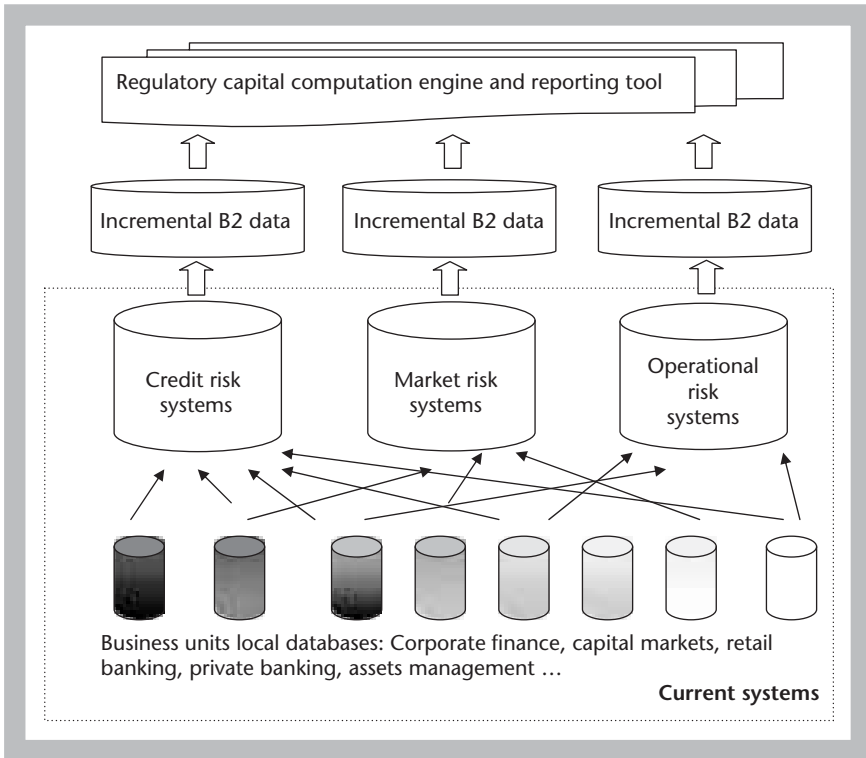 Regulatory capital computation engine and reporting tool
Incremental B2 data
Incremental B2 data
Incremental B2 data
Credit risk
systems
Market risk
systems
Operational
risk
systems
Business units local databases: Corporate finance, capital markets, retail
banking, private banking, assets management …
Current systems